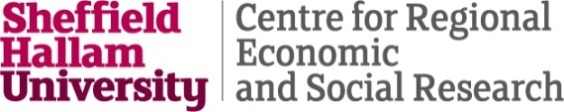 Sheffield
Hallam
University
Centre for Regional
Economic
and Social Research